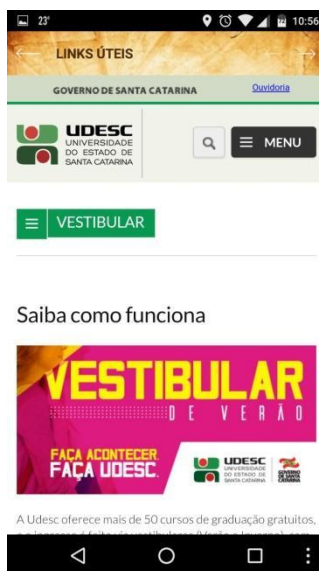 23°
10:56
LINKS ÚTEIS
GOVERNO DE SANTA CATARINA
Ouvidoria
UDESC
UNIVERSIDADE
DO ESTADO DE
SANTA CATARINA
MENU
VESTIBULAR
Saiba como funciona
VESTIBULAR
DE VERÃO
FAÇA ACONTECER.
FAÇA UDESC.
UDESC
UNIVERSIDADE
DO ESTADO DE
SANTA CATARINA
GOVERNO
DE SANTA
CATARINA
A Udesc oferece mais de 50 cursos de graduação gratuitos,